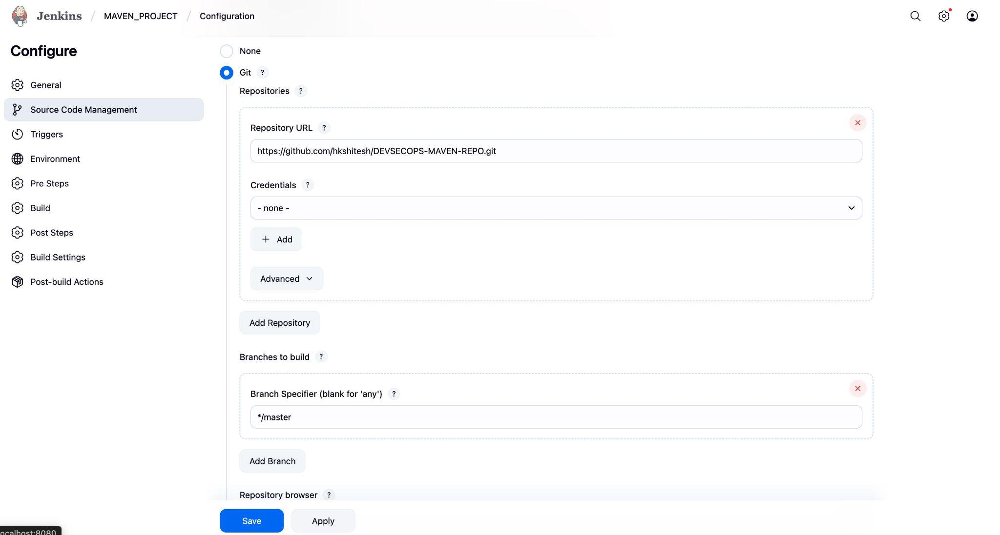 Jenkins / MAVEN_PROJECT / Configuration
Configure
General
Source Code Management
Triggers
Environment
Pre Steps
Build
Post Steps
Build Settings
Post-build Actions
None
Git ?
Repositories ?
Repository URL ?
https://github.com/hkshitesh/DEVSECOPS-MAVEN-REPO.git
Credentials ?
- none -
+ Add
Advanced
Add Repository
Branches to build ?
Branch Specifier (blank for 'any') ?
*/master
Add Branch
Repository browser ?
Save Apply
ocalhost:8080